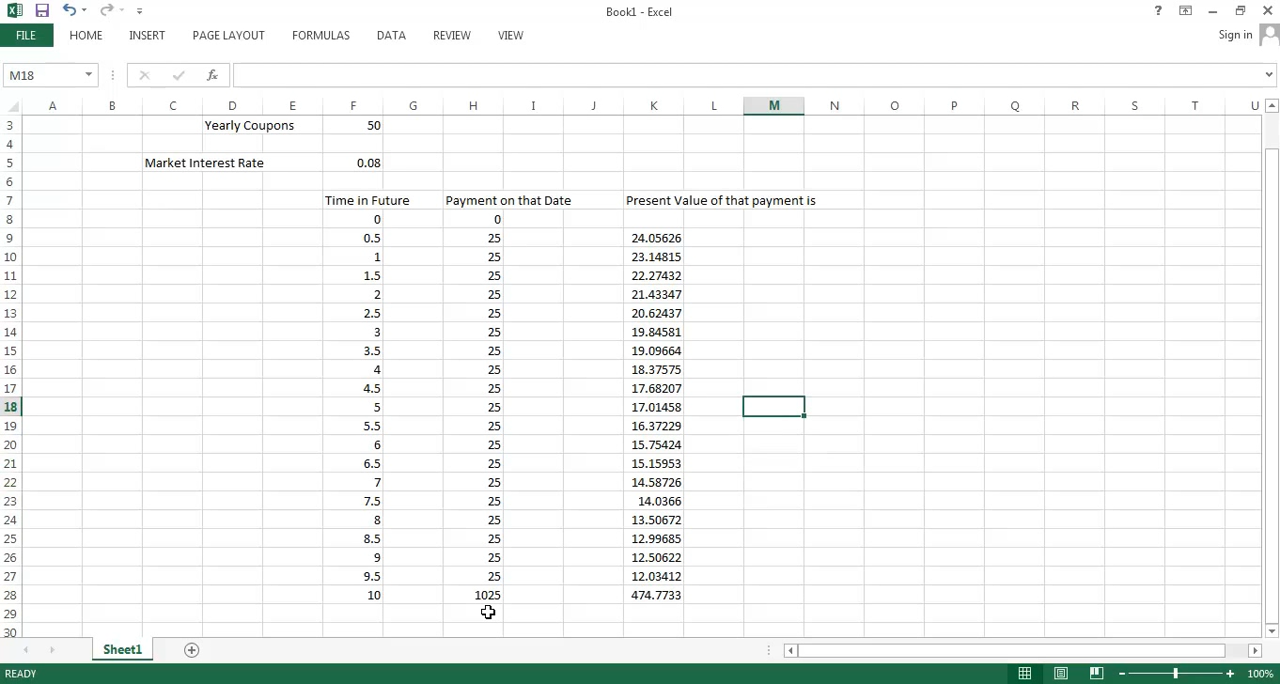 Book1 - Excel
FILE HOME INSERT PAGE LAYOUT FORMULAS DATA REVIEW VIEW Sign in
M18
A B C D E F G H I J K L M N O P Q R S T U
3 Yearly Coupons 50
4
5 Market Interest Rate 0.08
6
7 Time in Future Payment on that Date Present Value of that payment is
8 0 0
9 0.5 25 24.05626
10 1 25 23.14815
11 1.5 25 22.27432
12 2 25 21.43347
13 2.5 25 20.62437
14 3 25 19.84581
15 3.5 25 19.09664
16 4 25 18.37575
17 4.5 25 17.68207
18 5 25 17.01458
19 5.5 25 16.37229
20 6 25 15.75424
21 6.5 25 15.15953
22 7 25 14.58726
23 7.5 25 14.0366
24 8 25 13.50672
25 8.5 25 12.99685
26 9 25 12.50622
27 9.5 25 12.03412
28 10 1025 474.7733
29
30
Sheet1
READY 100%